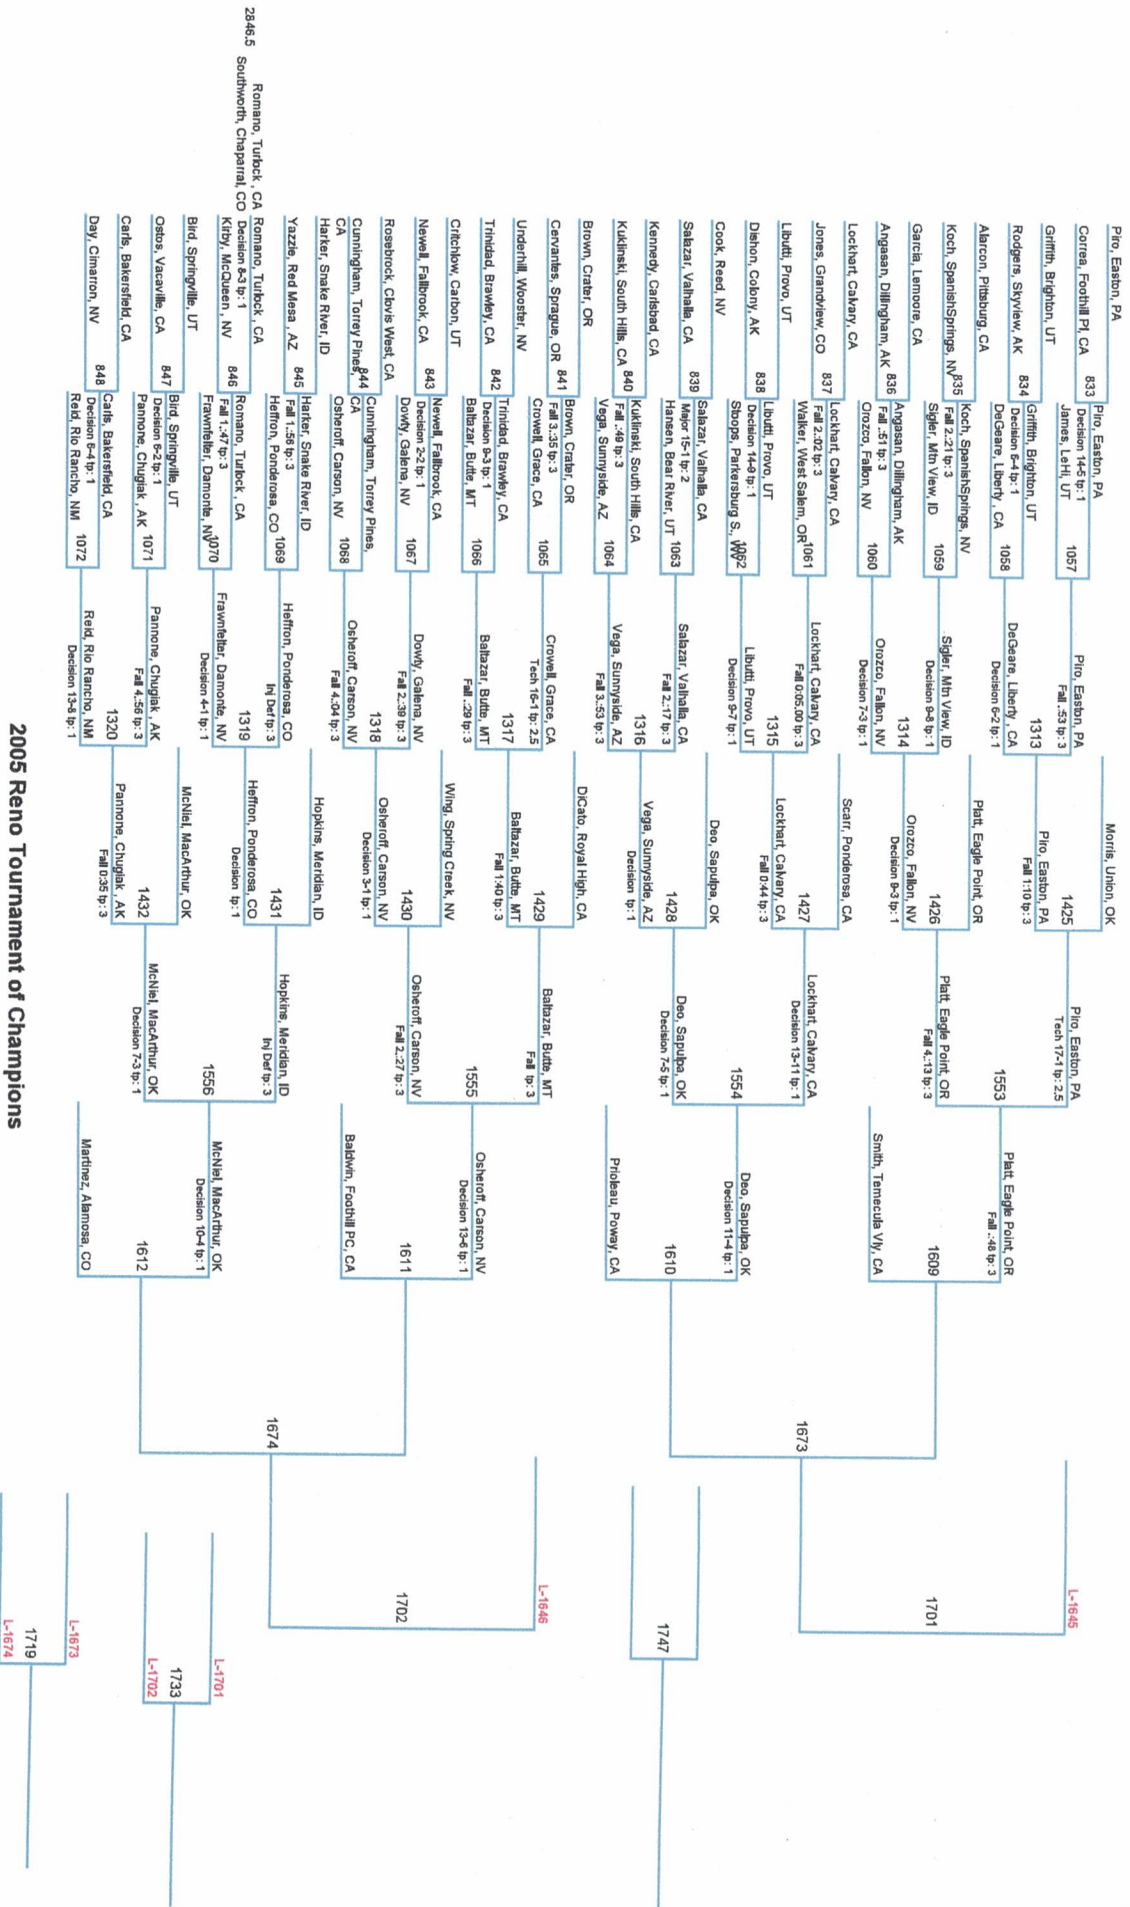 Piro, Easton, PA
833
Correa, Foothill Pl, CA
Griffith, Brighton, UT
834
Rodgers, Skyview, AK
Alarcon, Pittsburg, CA
835
Koch, SpanishSprings, NV
Garcia, Lemoore, CA
836
Angasan, Dillingham, AK
Lockhart, Calvary, CA
837
Jones, Grandview, CO
Libutti, Provo, UT
838
Dishon, Colony, AK
Cook, Reed, NV
839
Salazar, Valhalla, CA
Kennedy, Carlsbad, CA
840
Kuklinski, South Hills, CA
Brown, Crater, OR
841
Cervantes, Sprague, OR
Underhill, Wooster, NV
842
Trinidad, Brawley, CA
Critchlow, Carbon, UT
843
Newell, Fallbrook, CA
Rosebrock, Clovis West, CA
844
Cunningham, Torrey Pines,
CA
Harker, Snake River, ID
845
Yazzie, Red Mesa , AZ
Romano, Turlock , CA
2846.5
Southworth, Chaparral, CO
Romano, Turlock , CA
Decision 8-3 tp: 1
846
Kirby, McQueen , NV
Bird, Springville, UT
847
Ostos, Vacaville, CA
Carls, Bakersfield, CA
848
Day, Cimarron, NV
Piro, Easton, PA
Decision 14-5 tp: 1
1057
James, LeHi, UT
Griffith, Brighton, UT
Decision 5-4 tp: 1
1058
DeGeare, Liberty , CA
Koch, SpanishSprings, NV
Fall 2.:21 tp: 3
1059
Sigler, Mtn View, ID
Angasan, Dillingham, AK
Fall .:51 tp: 3
1060
Orozco, Fallon, NV
Lockhart, Calvary, CA
Fall 2.:02 tp: 3
1061
Walker, West Salem, OR
Libutti, Provo, UT
Decision 14-9 tp: 1
1062
Stoops, Parkersburg S., WV
Salazar, Valhalla, CA
Major 15-1 tp: 2
1063
Hansen, Bear River, UT
Kuklinski, South Hills, CA
Fall .:49 tp: 3
1064
Vega, Sunnyside, AZ
Brown, Crater, OR
Fall 3.:35 tp: 3
1065
Crowell, Grace, CA
Trinidad, Brawley, CA
Decision 9-3 tp: 1
1066
Baltazar, Butte, MT
Newell, Fallbrook, CA
Decision 2-2 tp: 1
1067
Dowty, Galena, NV
Cunningham, Torrey Pines,
CA
1068
Osheroff, Carson, NV
Harker, Snake River, ID
Fall 1.:56 tp: 3
1069
Heffron, Ponderosa, CO
Romano, Turlock , CA
Fall 1.:47 tp: 3
1070
Frawnfelter, Damonte, NV
Bird, Springville, UT
Decision 6-2 tp: 1
1071
Pannone, Chugiak , AK
Carls, Bakersfield, CA
Decision 6-4 tp: 1
1072
Reid, Rio Rancho, NM
Piro, Easton, PA
Fall .:53 tp: 3
1313
DeGeare, Liberty , CA
Decision 6-2 tp: 1
Sigler, Mtn View, ID
Decision 9-8 tp: 1
1314
Orozco, Fallon, NV
Decision 7-3 tp: 1
Lockhart, Calvary, CA
Fall 0:05.00 tp: 3
1315
Libutti, Provo, UT
Decision 9-7 tp: 1
Salazar, Valhalla, CA
Fall 2.:17 tp: 3
1316
Vega, Sunnyside, AZ
Fall 3.:53 tp: 3
Crowell, Grace, CA
Tech 16-1 tp: 2.5
1317
Baltazar, Butte, MT
Fall .:29 tp: 3
Dowty, Galena, NV
Fall 2.:39 tp: 3
1318
Osheroff, Carson, NV
Fall 4.:04 tp: 3
Heffron, Ponderosa, CO
Inj Def tp: 3
1319
Frawnfelter, Damonte, NV
Decision 4-1 tp: 1
Pannone, Chugiak , AK
Fall 4.:56 tp: 3
1320
Reid, Rio Rancho, NM
Decision 13-8 tp: 1
Morris, Union, OK
1425
Piro, Easton, PA
Fall 1:10 tp: 3
Platt, Eagle Point, OR
1426
Orozco, Fallon, NV
Decision 9-3 tp: 1
Scarr, Ponderosa, CA
1427
Lockhart, Calvary, CA
Fall 0:44 tp: 3
Deo, Sapulpa, OK
1428
Vega, Sunnyside, AZ
Decision tp: 1
DiCato, Royal High, CA
1429
Baltazar, Butte, MT
Fall 1:40 tp: 3
Wing, Spring Creek, NV
1430
Osheroff, Carson, NV
Decision 3-1 tp: 1
Hopkins, Meridian, ID
1431
Heffron, Ponderosa, CO
Decision tp: 1
McNiel, MacArthur, OK
1432
Pannone, Chugiak , AK
Fall 0:35 tp: 3
Piro, Easton, PA
Tech 17-1 tp: 2.5
1553
Platt, Eagle Point, OR
Fall 4.:13 tp: 3
Lockhart, Calvary, CA
Decision 13-11 tp: 1
1554
Deo, Sapulpa, OK
Decision 7-5 tp: 1
Baltazar, Butte, MT
Fall tp: 3
1555
Osheroff, Carson, NV
Fall 2.:27 tp: 3
Hopkins, Meridian, ID
Inj Def tp: 3
1556
McNiel, MacArthur, OK
Decision 7-3 tp: 1
Platt, Eagle Point, OR
Fall .:48 tp: 3
1609
Smith, Temecula Vly, CA
Deo, Sapulpa, OK
Decision 11-4 tp: 1
1610
Prioleau, Poway, CA
Osheroff, Carson, NV
Decision 13-6 tp: 1
1611
Baldwin, Foothill PC, CA
McNiel, MacArthur, OK
Decision 10-4 tp: 1
1612
Martinez, Alamosa, CO
1673
1674
L-1645
1701
L-1646
1702
1747
L-1701
1733
L-1702
L-1673
1719
L-1674
2005 Reno Tournament of Champions